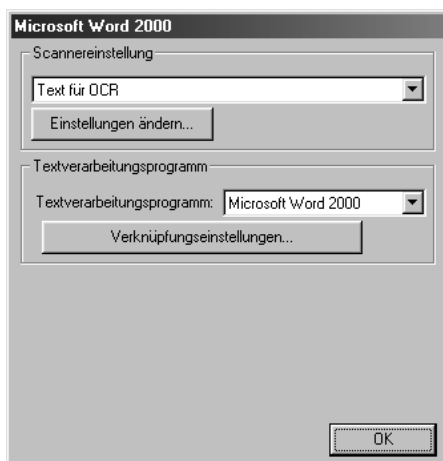 Microsoft Word 2000
Scannereinstellung
Text für OCR
Einstellungen ändern...
Textverarbeitungsprogramm
Textverarbeitungsprogramm: Microsoft Word 2000
Verknüpfungseinstellungen...
OK